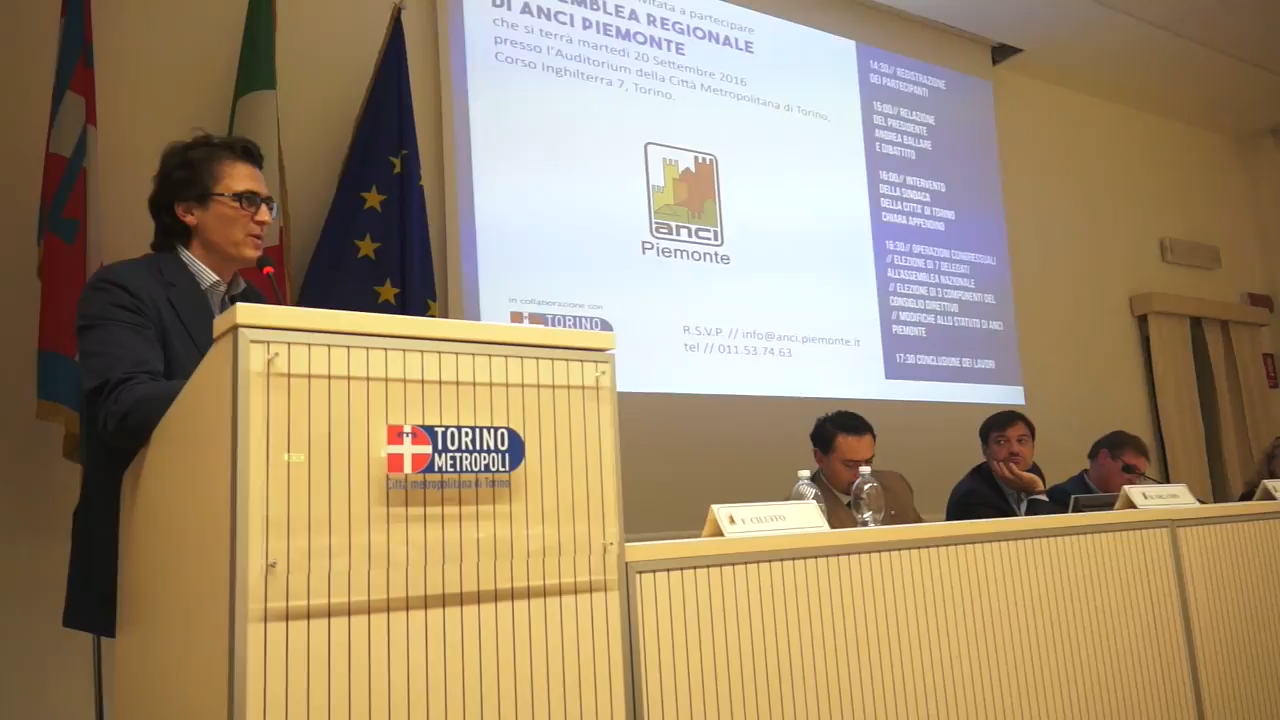 vitata a partecipare
EMBLEA REGIONALE
DI ANCI PIEMONTE
che si terrà martedì 20 Settembre 2016
presso l'Auditorium della Città Metropolitana di Torino,
Corso Inghilterra 7, Torino.
anci
Piemonte
in collaborazione con
TORINO
R.S.V.P. // info@anci.piemonte.it
tel // 011.53.74.63
14:30// REGISTRAZIONE
DEI PARTECIPANTI
15:00// RELAZIONE
DEL PRESIDENTE
ANDREA BALLARE
E DIBATTITO
16:00// INTERVENTO
DELLA SINDACA
DELLA CITTA' DI TORINO
CHIARA APPENDINO
16:30// OPERAZIONI CONGRESSUALI
// ELEZIONE DI 7 DELEGATI
ALL'ASSEMBLEA NAZIONALE
// ELEZIONE DI 3 COMPONENTI DEL
CONSIGLIO DIRETTIVO
// MODIFICHE ALLO STATUTO DI ANCI
PIEMONTE
17:30 CONCLUSIONE DEI LAVORI
TORINO
METROPOLI
Città metropolitana di Torino
F. CILUFFO